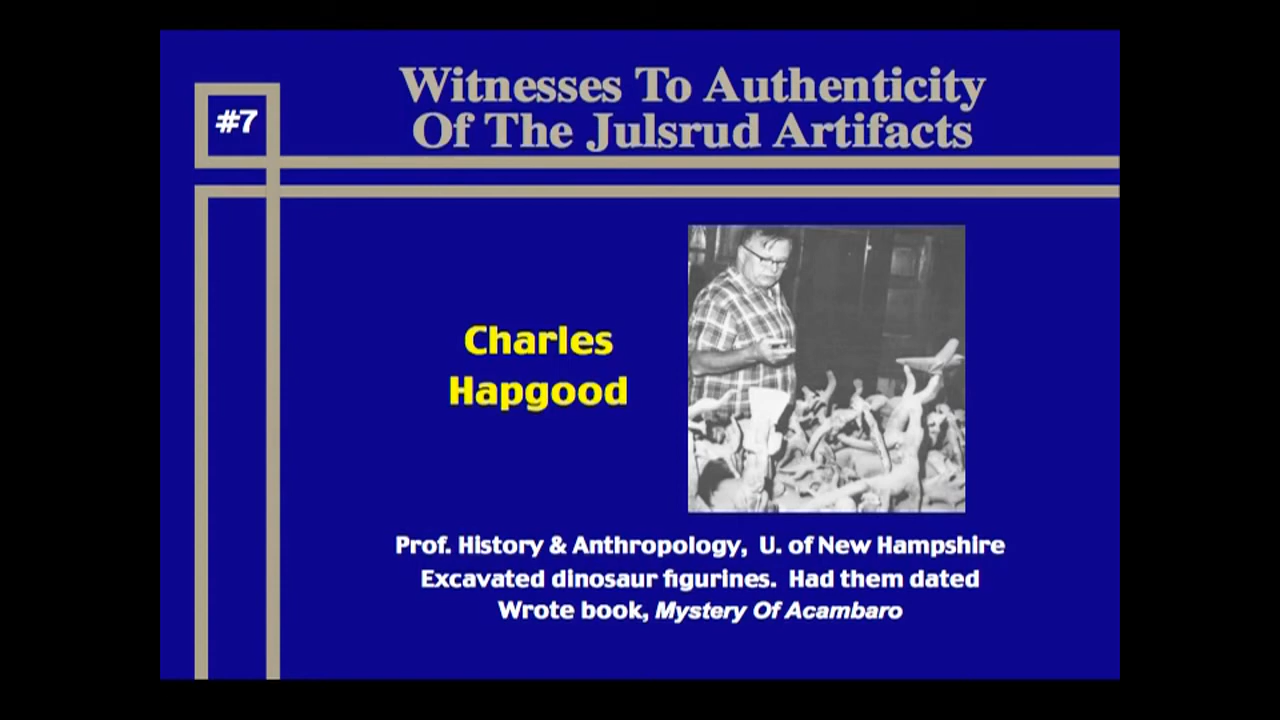 #7
Witnesses To Authenticity
Of The Julsrud Artifacts
Charles
Hapgood
Prof. History & Anthropology, U. of New Hampshire
Excavated dinosaur figurines. Had them dated
Wrote book, Mystery Of Acambaro